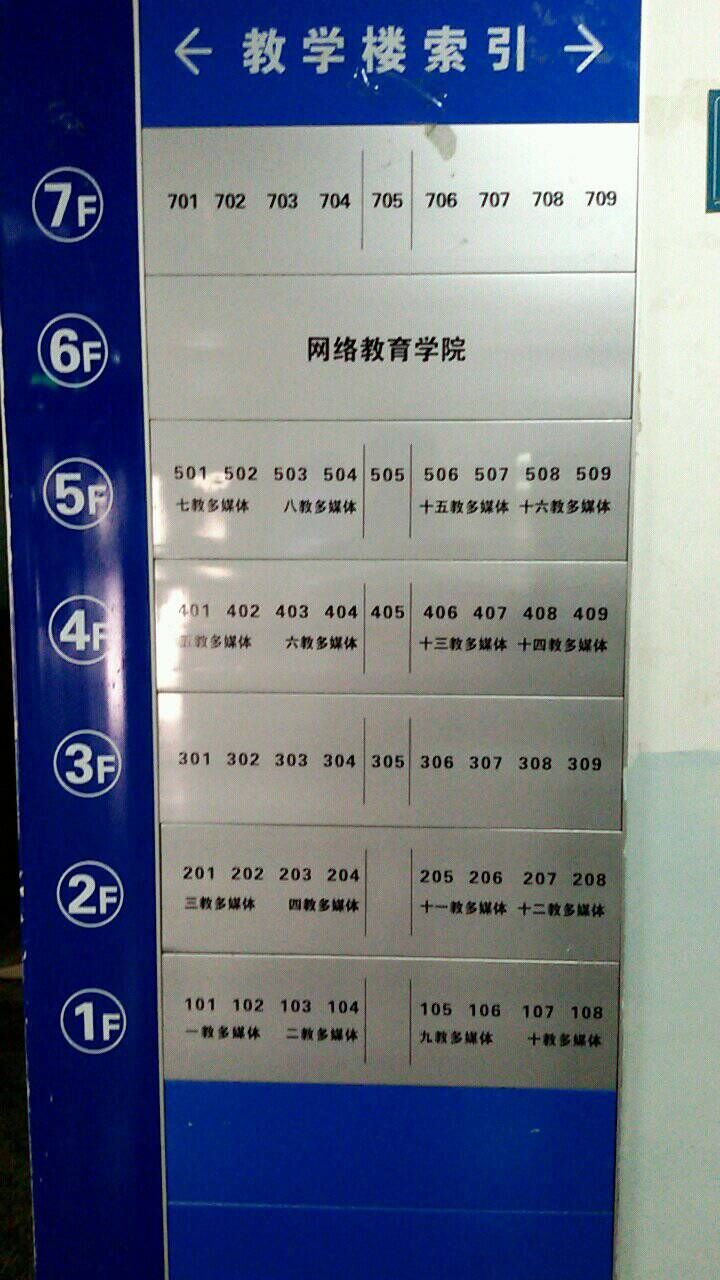 ← 教学楼索引 →
7F
701 702 703 704 705 706 707 708 709
6F
网络教育学院
5F
501 502 503 504 505 506 507 508 509
七教多媒体 八教多媒体 十五教多媒体 十六教多媒体
4F
401 402 403 404 405 406 407 408 409
五教多媒体 六教多媒体 十三教多媒体 十四教多媒体
3F
301 302 303 304 305 306 307 308 309
2F
201 202 203 204 205 206 207 208
三教多媒体 四教多媒体 十一教多媒体 十二教多媒体
1F
101 102 103 104 105 106 107 108
一教多媒体 二教多媒体 九教多媒体 十教多媒体